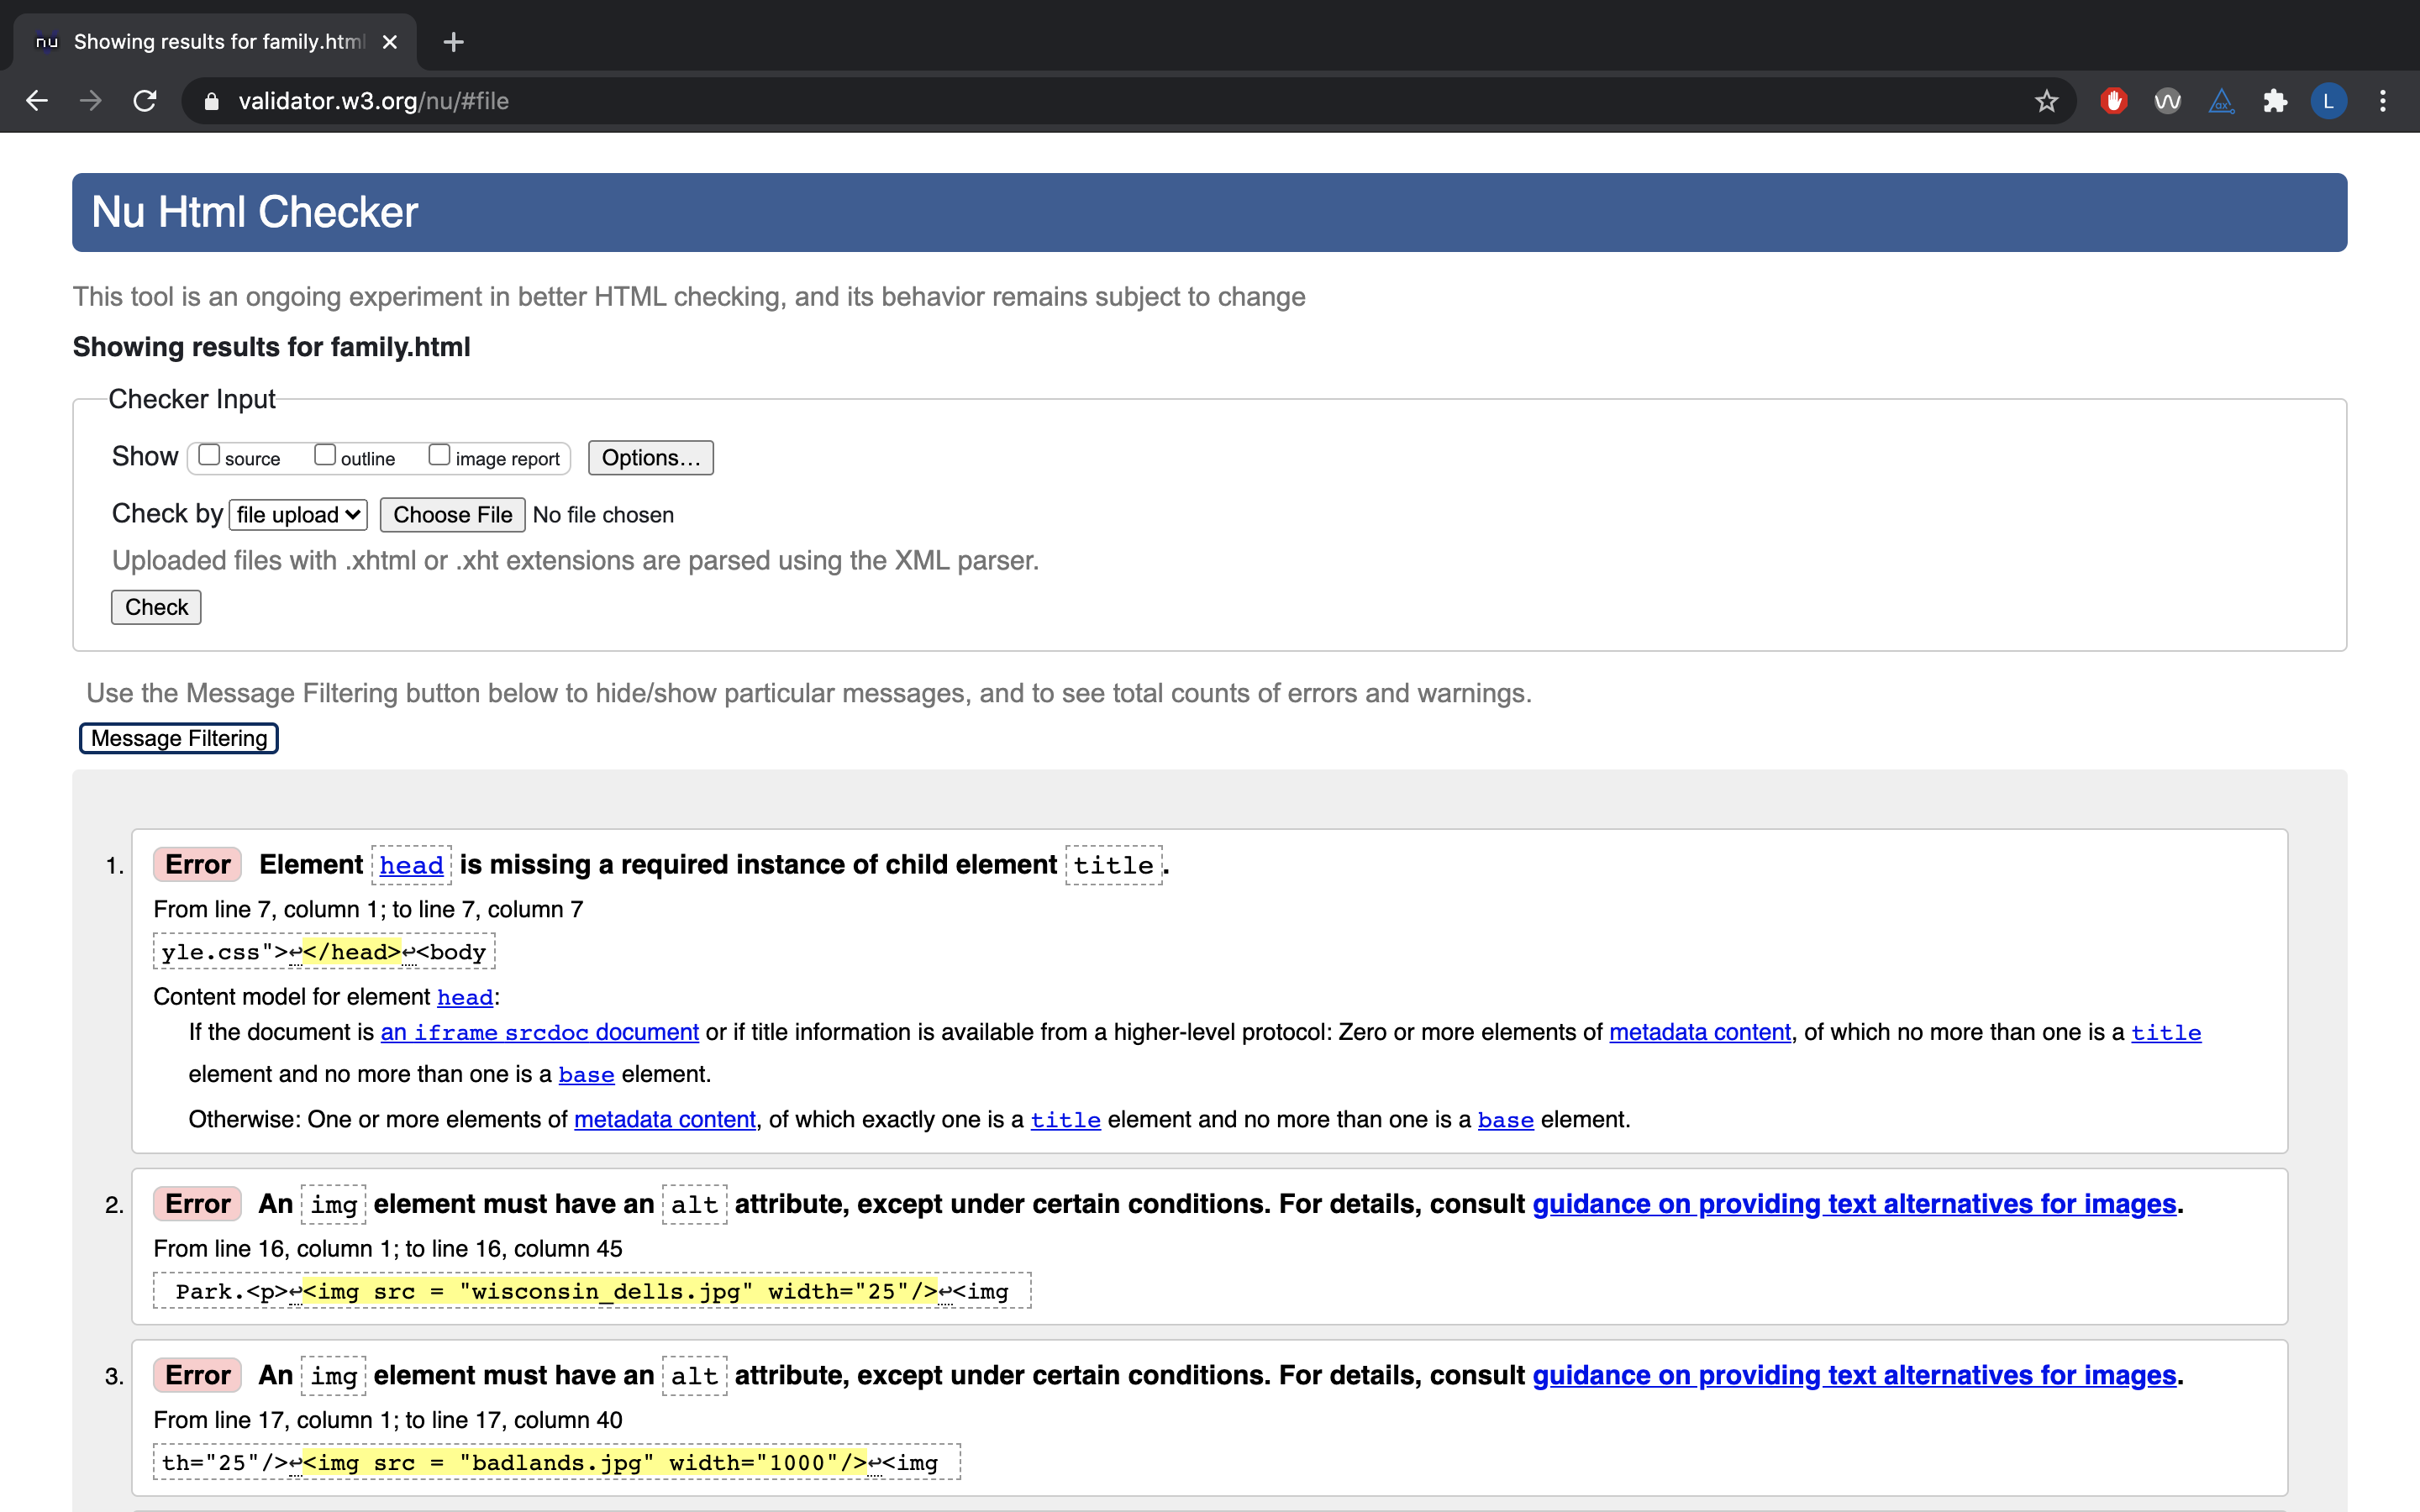 nu Showing results for family.html
validator.w3.org/nu/#file
L
Nu Html Checker
This tool is an ongoing experiment in better HTML checking, and its behavior remains subject to change
Showing results for family.html
Checker Input
Show source outline image report Options...
Check by file upload Choose File No file chosen
Uploaded files with .xhtml or .xht extensions are parsed using the XML parser.
Check
Use the Message Filtering button below to hide/show particular messages, and to see total counts of errors and warnings.
Message Filtering
1. Error Element head is missing a required instance of child element title.
From line 7, column 1; to line 7, column 7
yle.css">↩</head>↩<body
Content model for element head:
If the document is an iframe srcdoc document or if title information is available from a higher-level protocol: Zero or more elements of metadata content, of which no more than one is a title
element and no more than one is a base element.
Otherwise: One or more elements of metadata content, of which exactly one is a title element and no more than one is a base element.
2. Error An img element must have an alt attribute, except under certain conditions. For details, consult guidance on providing text alternatives for images.
From line 16, column 1; to line 16, column 45
Park.<p>↩<img src = "wisconsin_dells.jpg" width="25"/>↩<img
3. Error An img element must have an alt attribute, except under certain conditions. For details, consult guidance on providing text alternatives for images.
From line 17, column 1; to line 17, column 40
th="25"/>↩<img src = "badlands.jpg" width="1000"/>↩<img